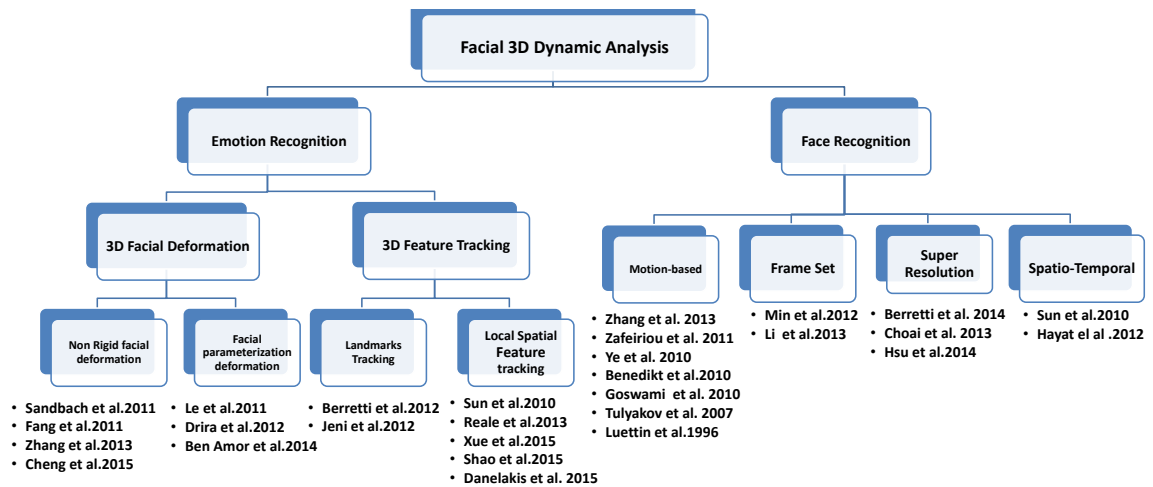 Facial 3D Dynamic Analysis
Emotion Recognition
Face Recognition
3D Facial Deformation
3D Feature Tracking
Motion-based
Frame Set
Super
Resolution
Spatio-Temporal
Non Rigid facial
deformation
Facial
parameterization
deformation
Landmarks
Tracking
Local Spatial
Feature
tracking
• Sandbach et al.2011
• Fang et al.2011
• Zhang et al.2013
• Cheng et al.2015
• Le et al.2011
• Drira et al.2012
• Ben Amor et al.2014
• Berretti et al.2012
• Jeni et al.2012
• Sun et al.2010
• Reale et al.2013
• Xue et al.2015
• Shao et al.2015
• Danelakis et al. 2015
• Zhang et al. 2013
• Zafeiriou et al. 2011
• Ye et al. 2010
• Benedikt et al.2010
• Goswami et al. 2010
• Tulyakov et al. 2007
• Luettin et al.1996
• Min et al.2012
• Li et al.2013
• Berretti et al. 2014
• Choai et al. 2013
• Hsu et al.2014
• Sun et al.2010
• Hayat el al .2012